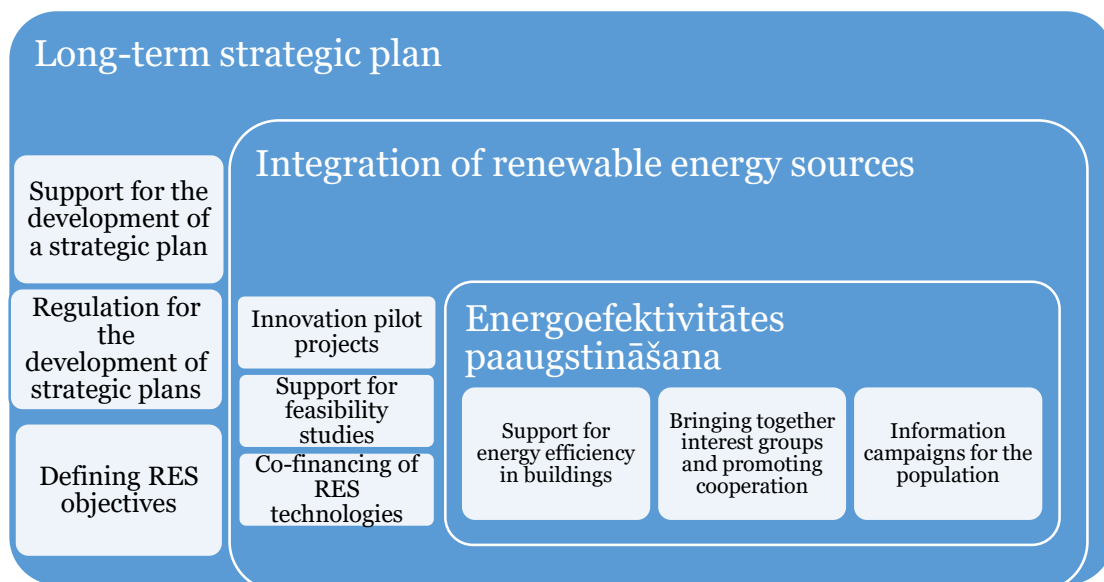 Long-term strategic plan
Support for the
development of
a strategic plan
Regulation for
the
development of
strategic plans
Defining RES
objectives
Integration of renewable energy sources
Innovation pilot
projects
Support for
feasibility
studies
Co-financing of
RES
technologies
Energoefektivitātes
paaugstināšana
Support for
energy efficiency
in buildings
Bringing together
interest groups
and promoting
cooperation
Information
campaigns for the
population